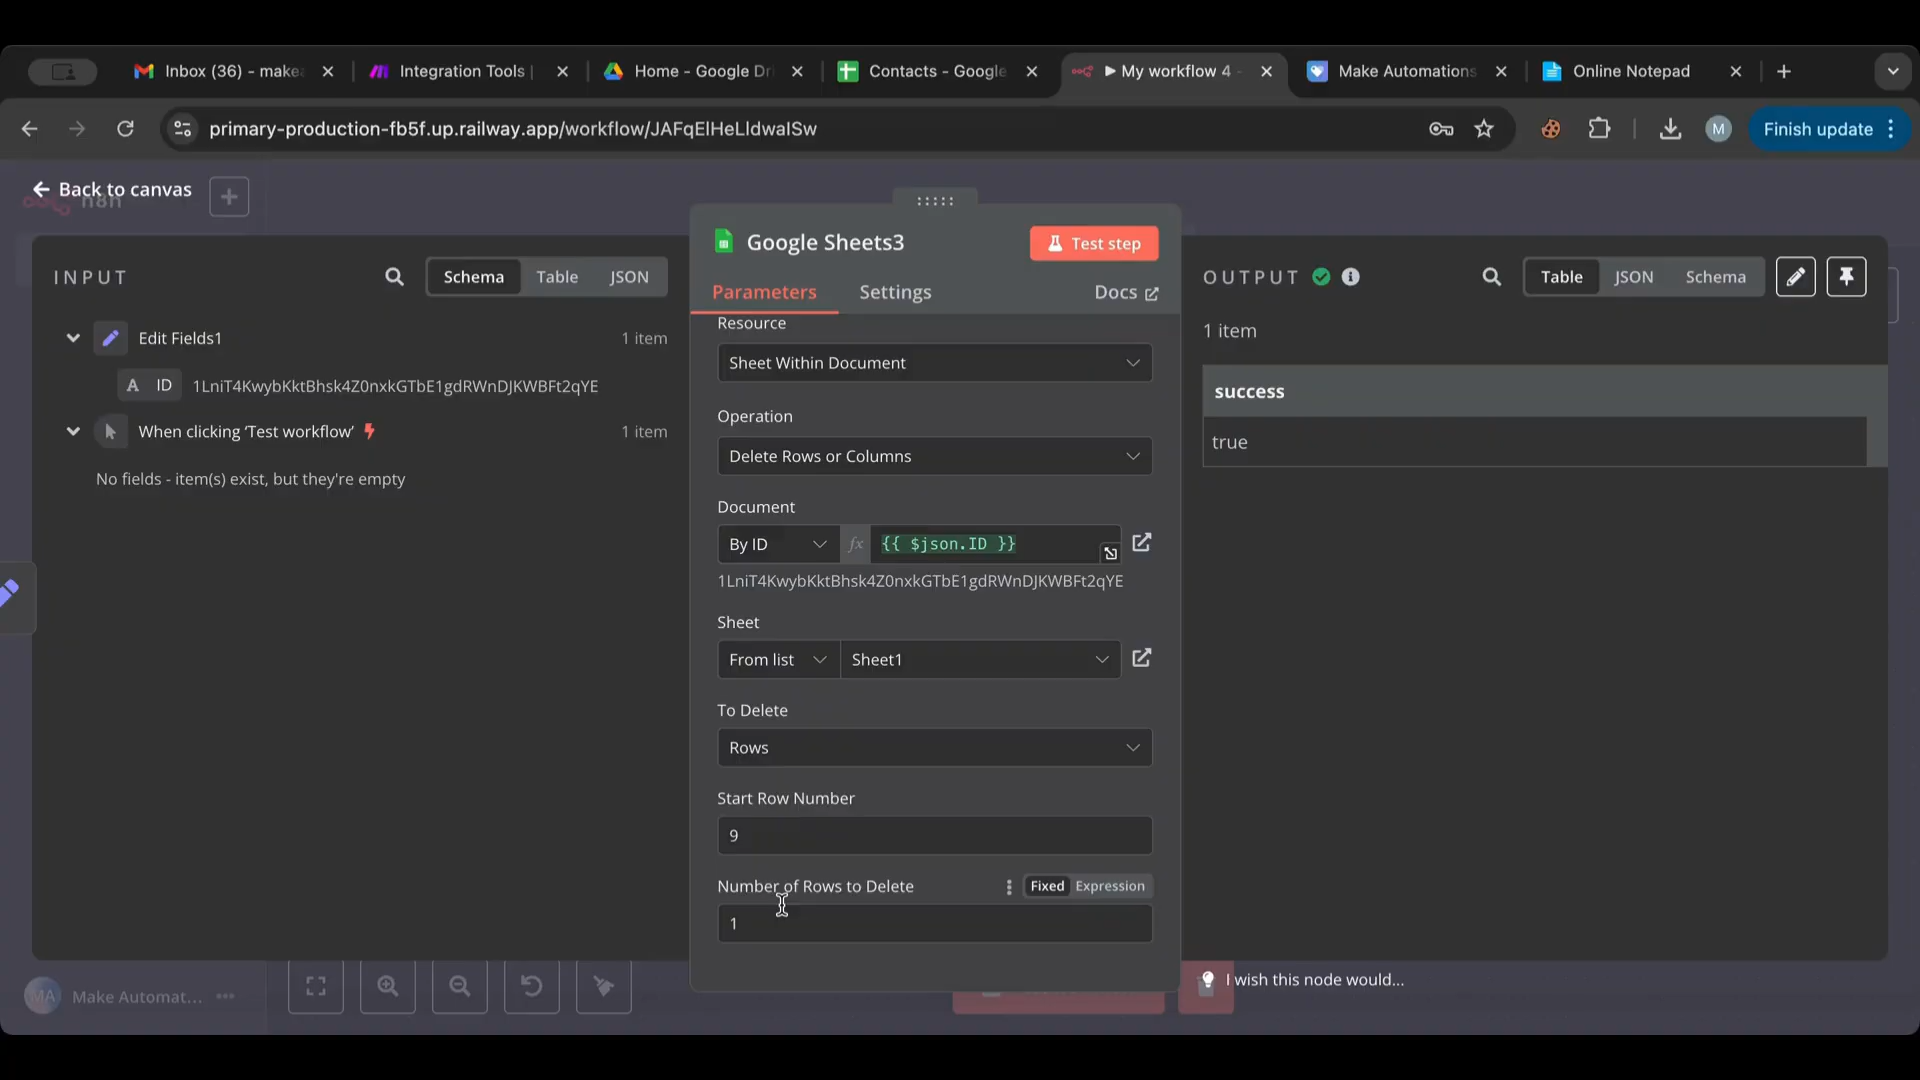 Inbox (36) - make
Integration Tools |
Home - Google Dri
Contacts - Google
▶ My workflow 4 -
Make Automations
Online Notepad
primary-production-fb5f.up.railway.app/workflow/JAFqElHeLldwalSw
M
Finish update
Back to canvas
n8n
Google Sheets3
Test step
INPUT
Schema
Table
JSON
Parameters
Settings
Docs
OUTPUT
Table
JSON
Schema
Edit Fields1
1 item
A ID 1LniT4KwybKktBhsk4Z0nxkGTbE1gdRWnDJKWBFt2qYE
When clicking ‘Test workflow’
1 item
No fields - item(s) exist, but they're empty
Resource
Sheet Within Document
Operation
Delete Rows or Columns
Document
By ID
fx
{{ $json.ID }}
1LniT4KwybKktBhsk4Z0nxkGTbE1gdRWnDJKWBFt2qYE
Sheet
From list
Sheet1
To Delete
Rows
Start Row Number
9
Number of Rows to Delete
Fixed
Expression
1
1 item
success
true
MA
Make Automat...
I wish this node would...